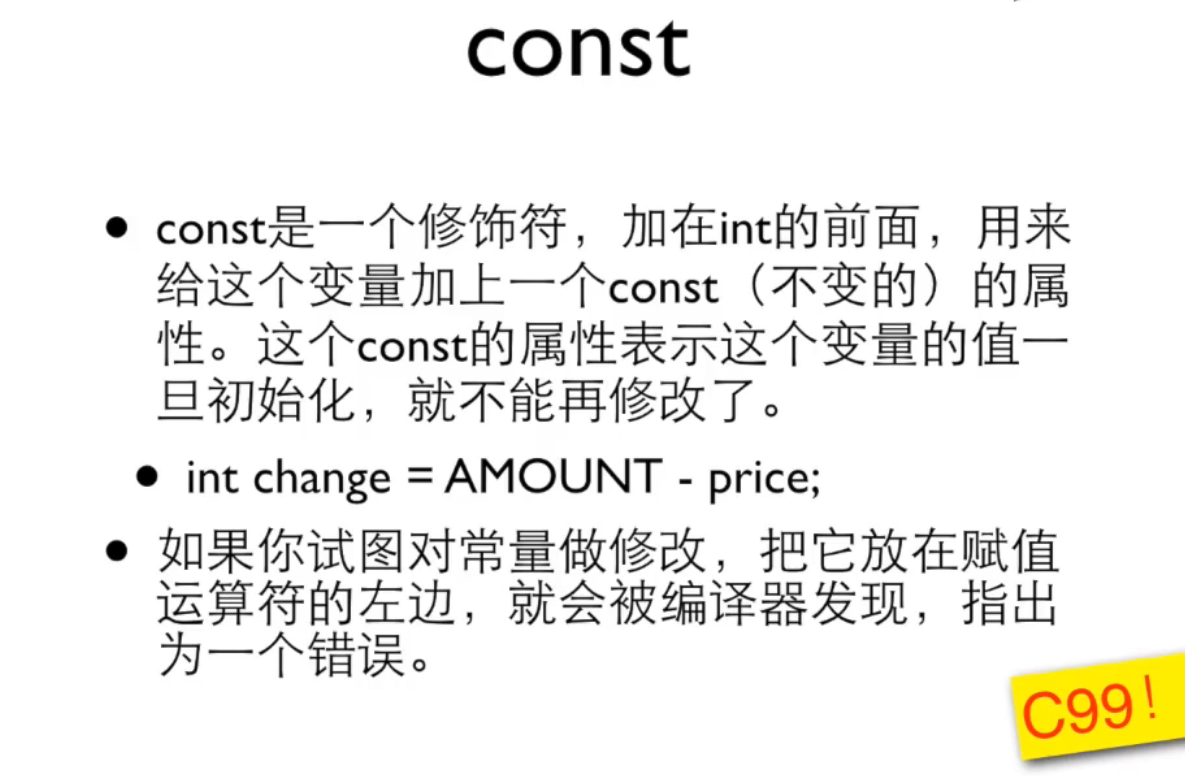 const
• const是一个修饰符，加在int的前面，用来
给这个变量加上一个const（不变的）的属
性。这个const的属性表示这个变量的值一
旦初始化，就不能再修改了。
• int change = AMOUNT - price;
• 如果你试图对常量做修改，把它放在赋值
运算符的左边，就会被编译器发现，指出
为一个错误。
C99！